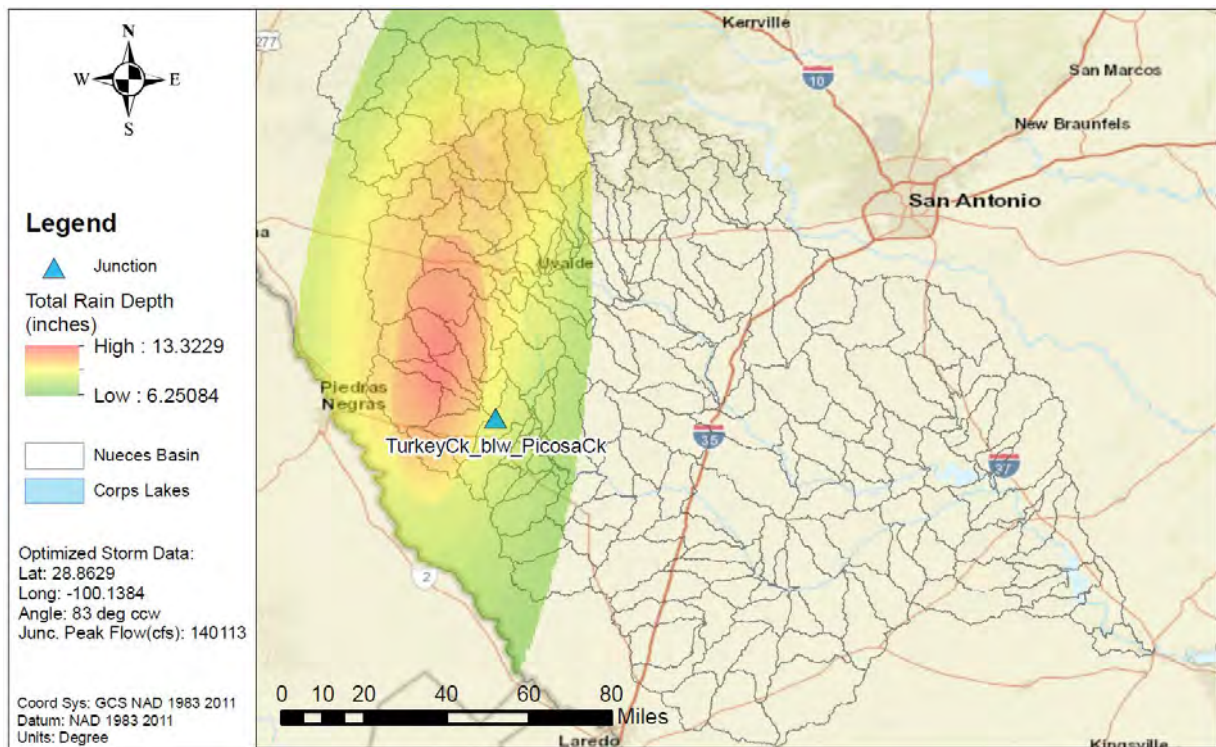 N
W
E
S
Legend
Junction
Total Rain Depth
(inches)
High : 13.3229
Low : 6.25084
Nueces Basin
Corps Lakes
Optimized Storm Data:
Lat: 28.8629
Long: -100.1384
Angle: 83 deg ccw
Junc. Peak Flow(cfs): 140113
Coord Sys: GCS NAD 1983 2011
Datum: NAD 1983 2011
Units: Degree
277
Kerrville
10
San Marcos
New Braunfels
San Antonio
na
Uvalde
Piedras
Negras
TurkeyCk_blw_PicosaCk
35
37
2
0 10 20 40 60 80
Miles
Laredo
Kingsville